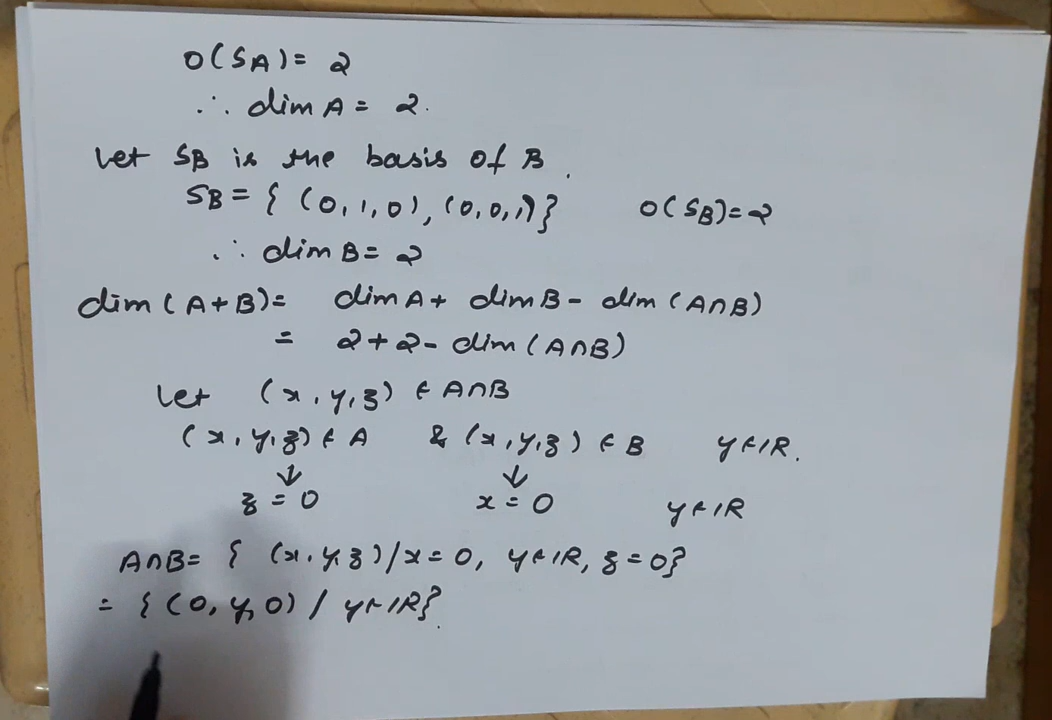 O(SA) = 2
∴ dim A = 2.
Let SB is the basis of B.
SB = { (0,1,0), (0,0,1)} O(SB) = 2
∴ dim B = 2
dim (A+B) = dim A + dim B - dim (A∩B)
= 2+2- dim (A∩B)
Let (x, y, z) ∈ A∩B
(x, y, z) ∈ A & (x, y, z) ∈ B y∈IR.
↓ ↓
z = 0 x = 0 y∈IR
A∩B = { (x, y, z) / x = 0, y∈IR, z = 0}
= { (0, y, 0) / y∈IR}.